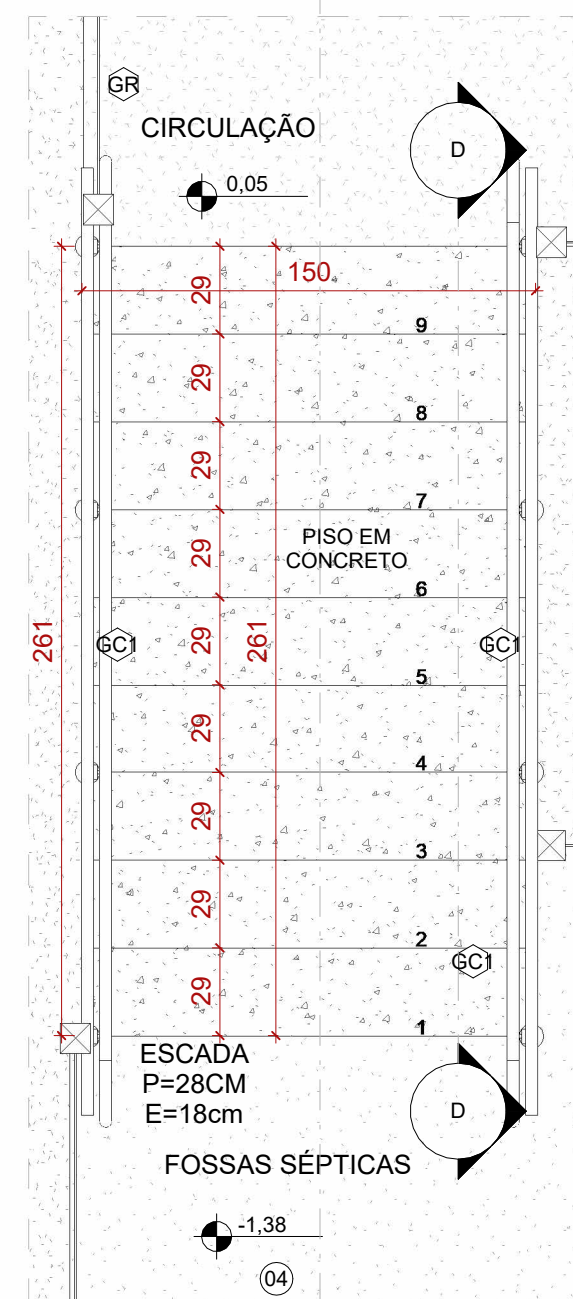 GR
CIRCULAÇÃO
D
0,05
150
29
9
29
8
29
7
PISO EM
CONCRETO
29
6
261
GC1
29
261
GC1
5
29
4
29
3
29
2
GC1
29
1
ESCADA
P=28CM
E=18cm
D
FOSSAS SÉPTICAS
-1,38
04